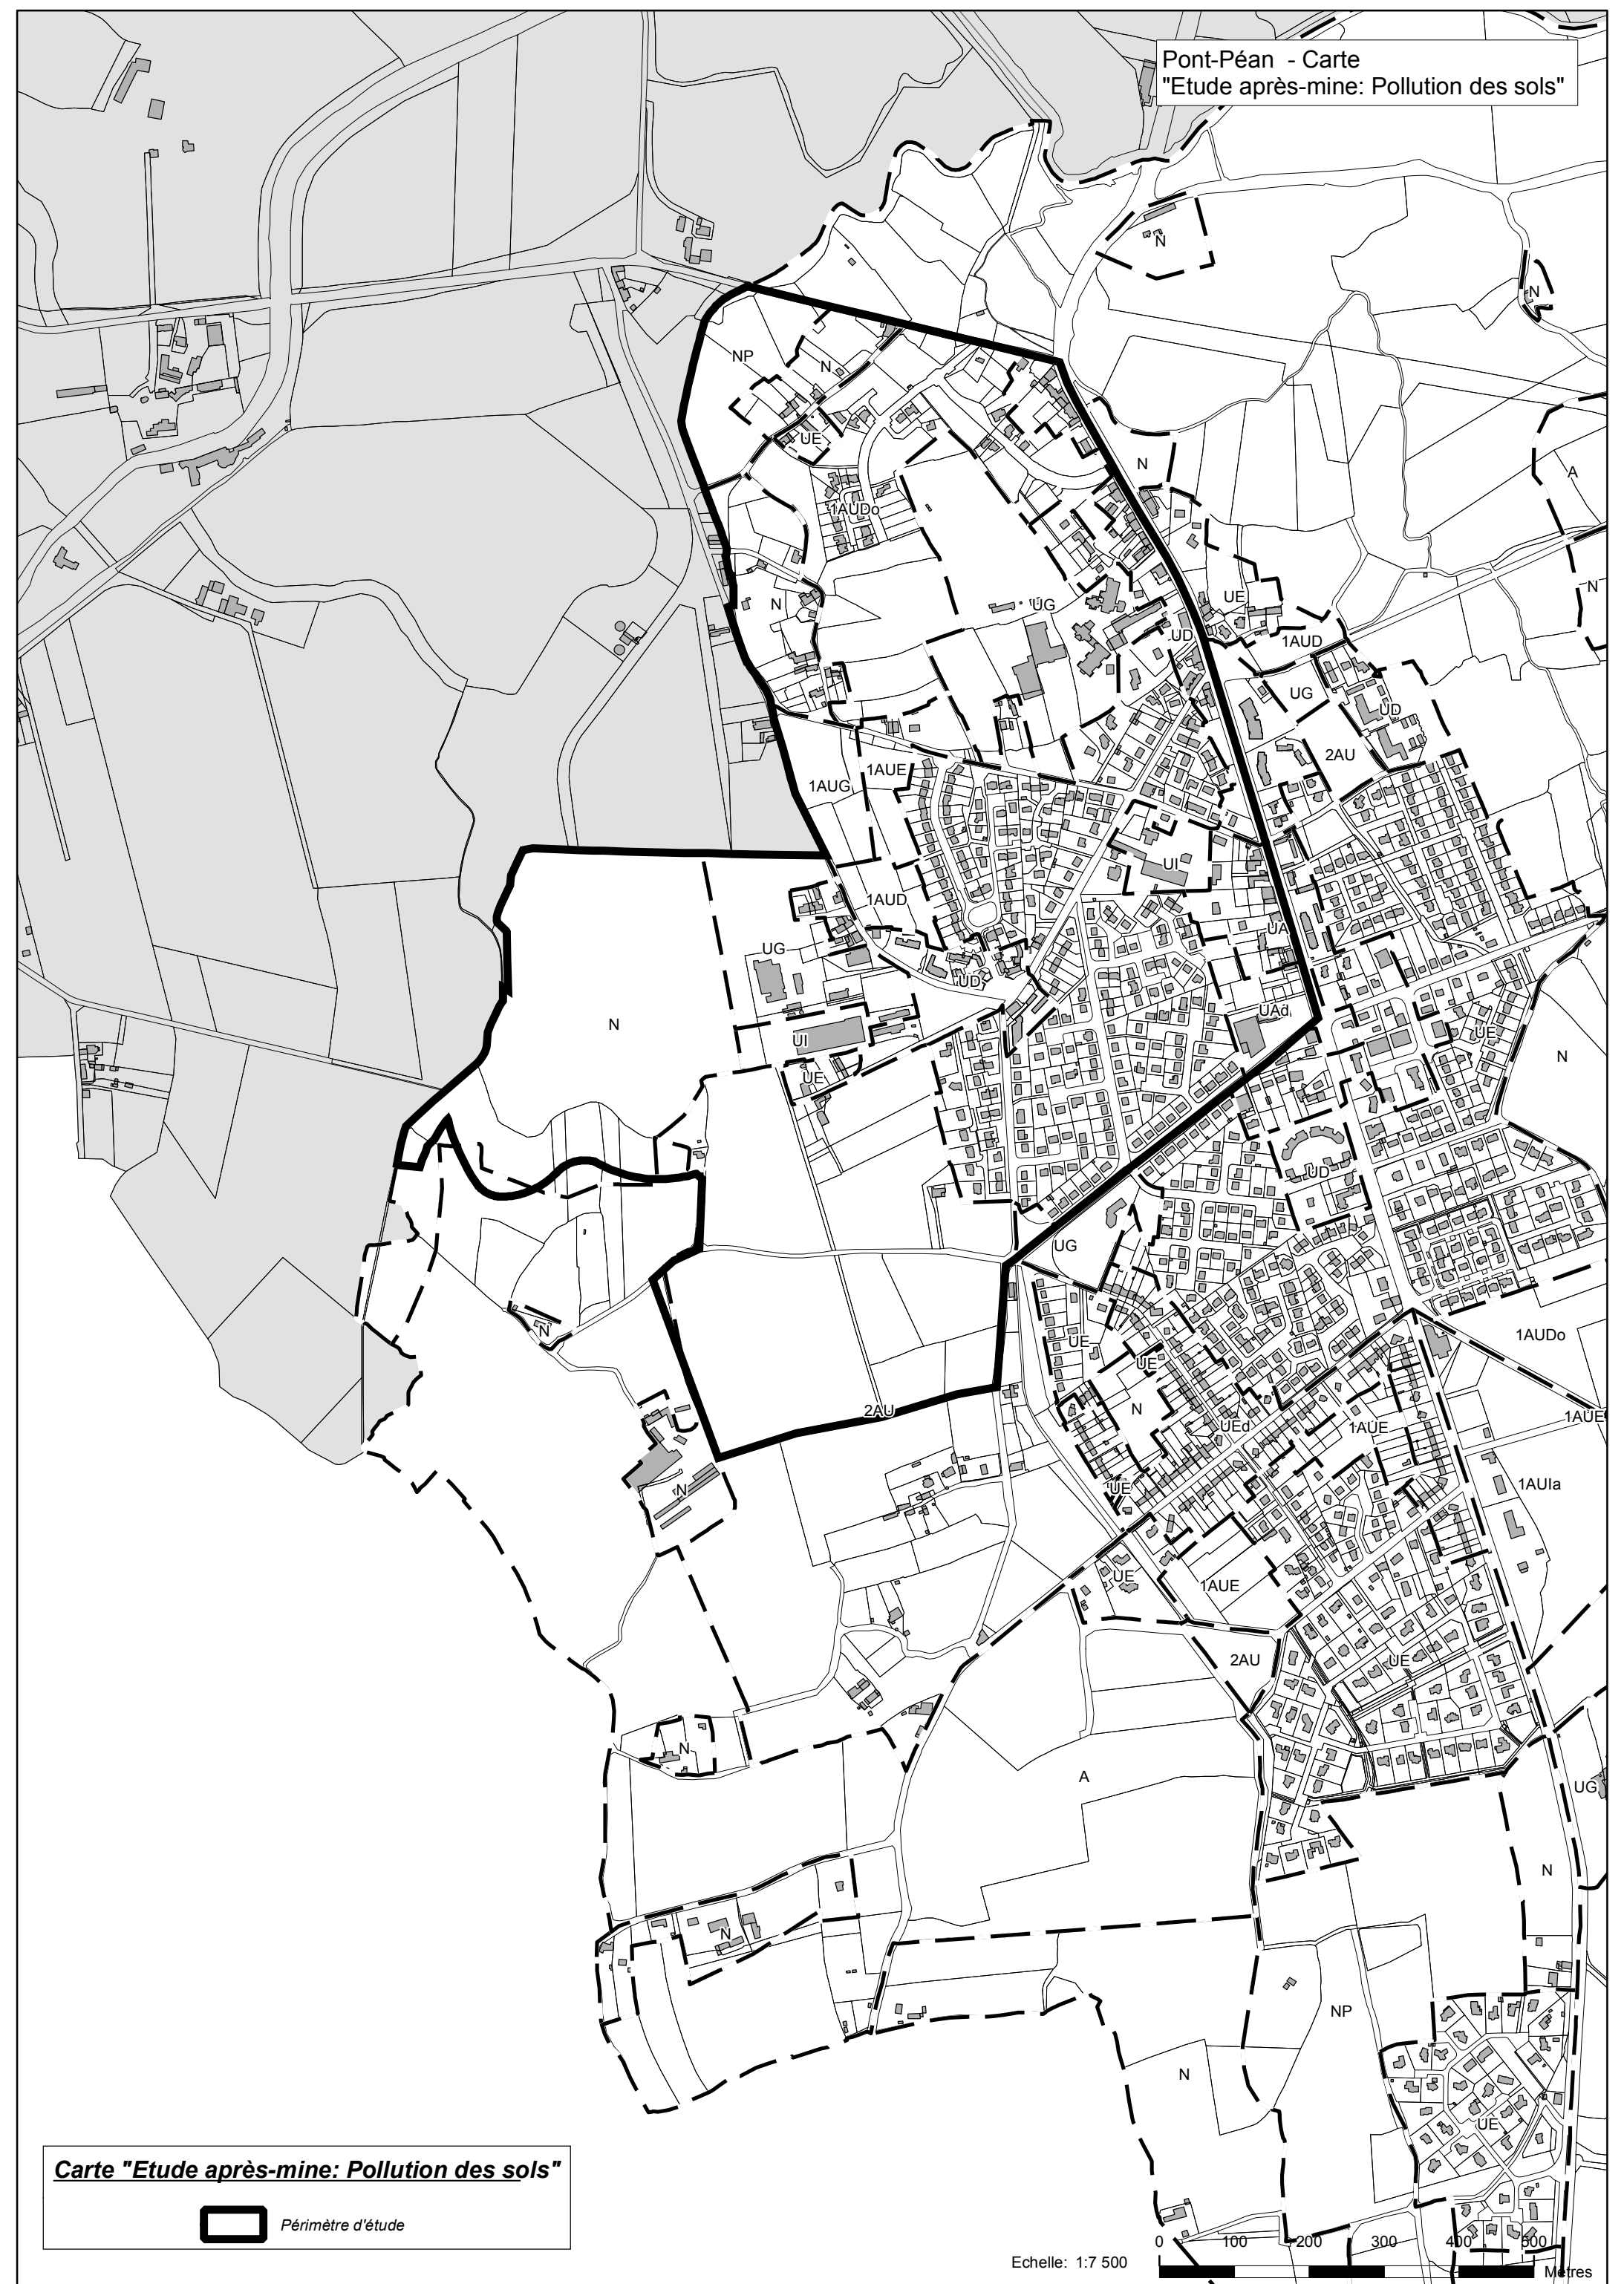 Pont-Péan - Carte
"Etude après-mine: Pollution des sols"
N
N
NP
N
UE
N
A
1AUDo
N
N
UG
UE
UD
1AUD
UG
UD
2AU
1AUE
1AUG
UI
1AUD
UA
UG
UD
UAd
N
UI
UE
N
UE
UD
UG
N
UE
1AUDo
UE
N
2AU
UEd
1AUE
1AUE
N
UE
1AUIa
UE
1AUE
2AU
UE
N
A
UG
N
N
NP
N
UE
Carte "Etude après-mine: Pollution des sols"
Périmètre d'étude
Echelle: 1:7 500
0 100 200 300 400 500
Mètres